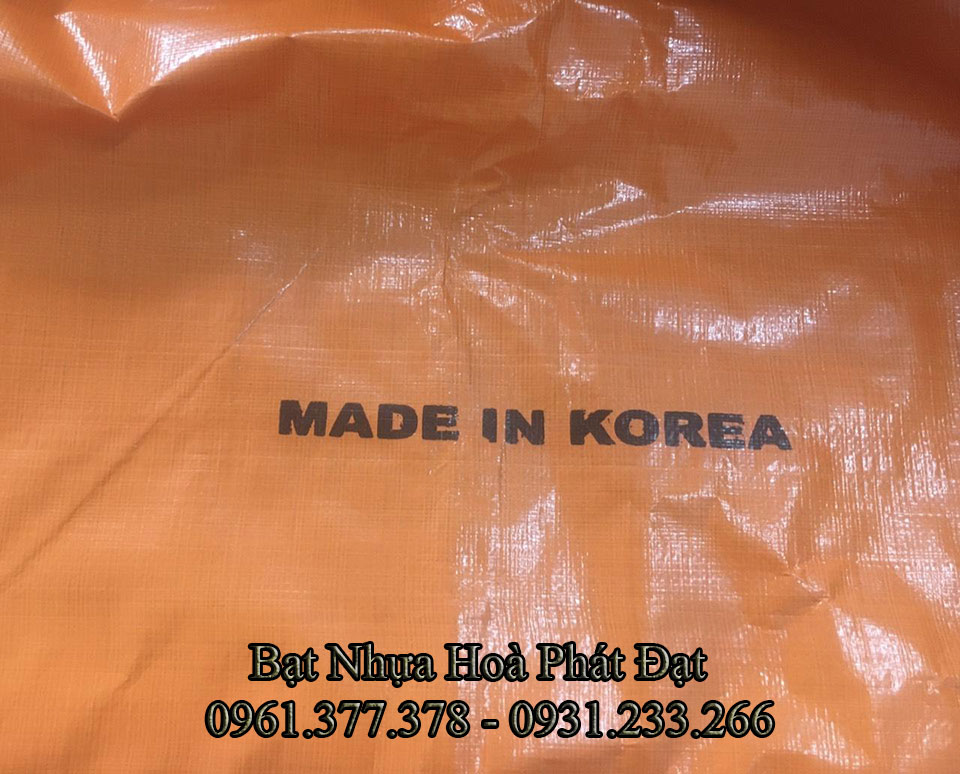 MADE IN KOREA
Bạt Nhựa Hoà Phát Đạt
0961.377.378 - 0931.233.266